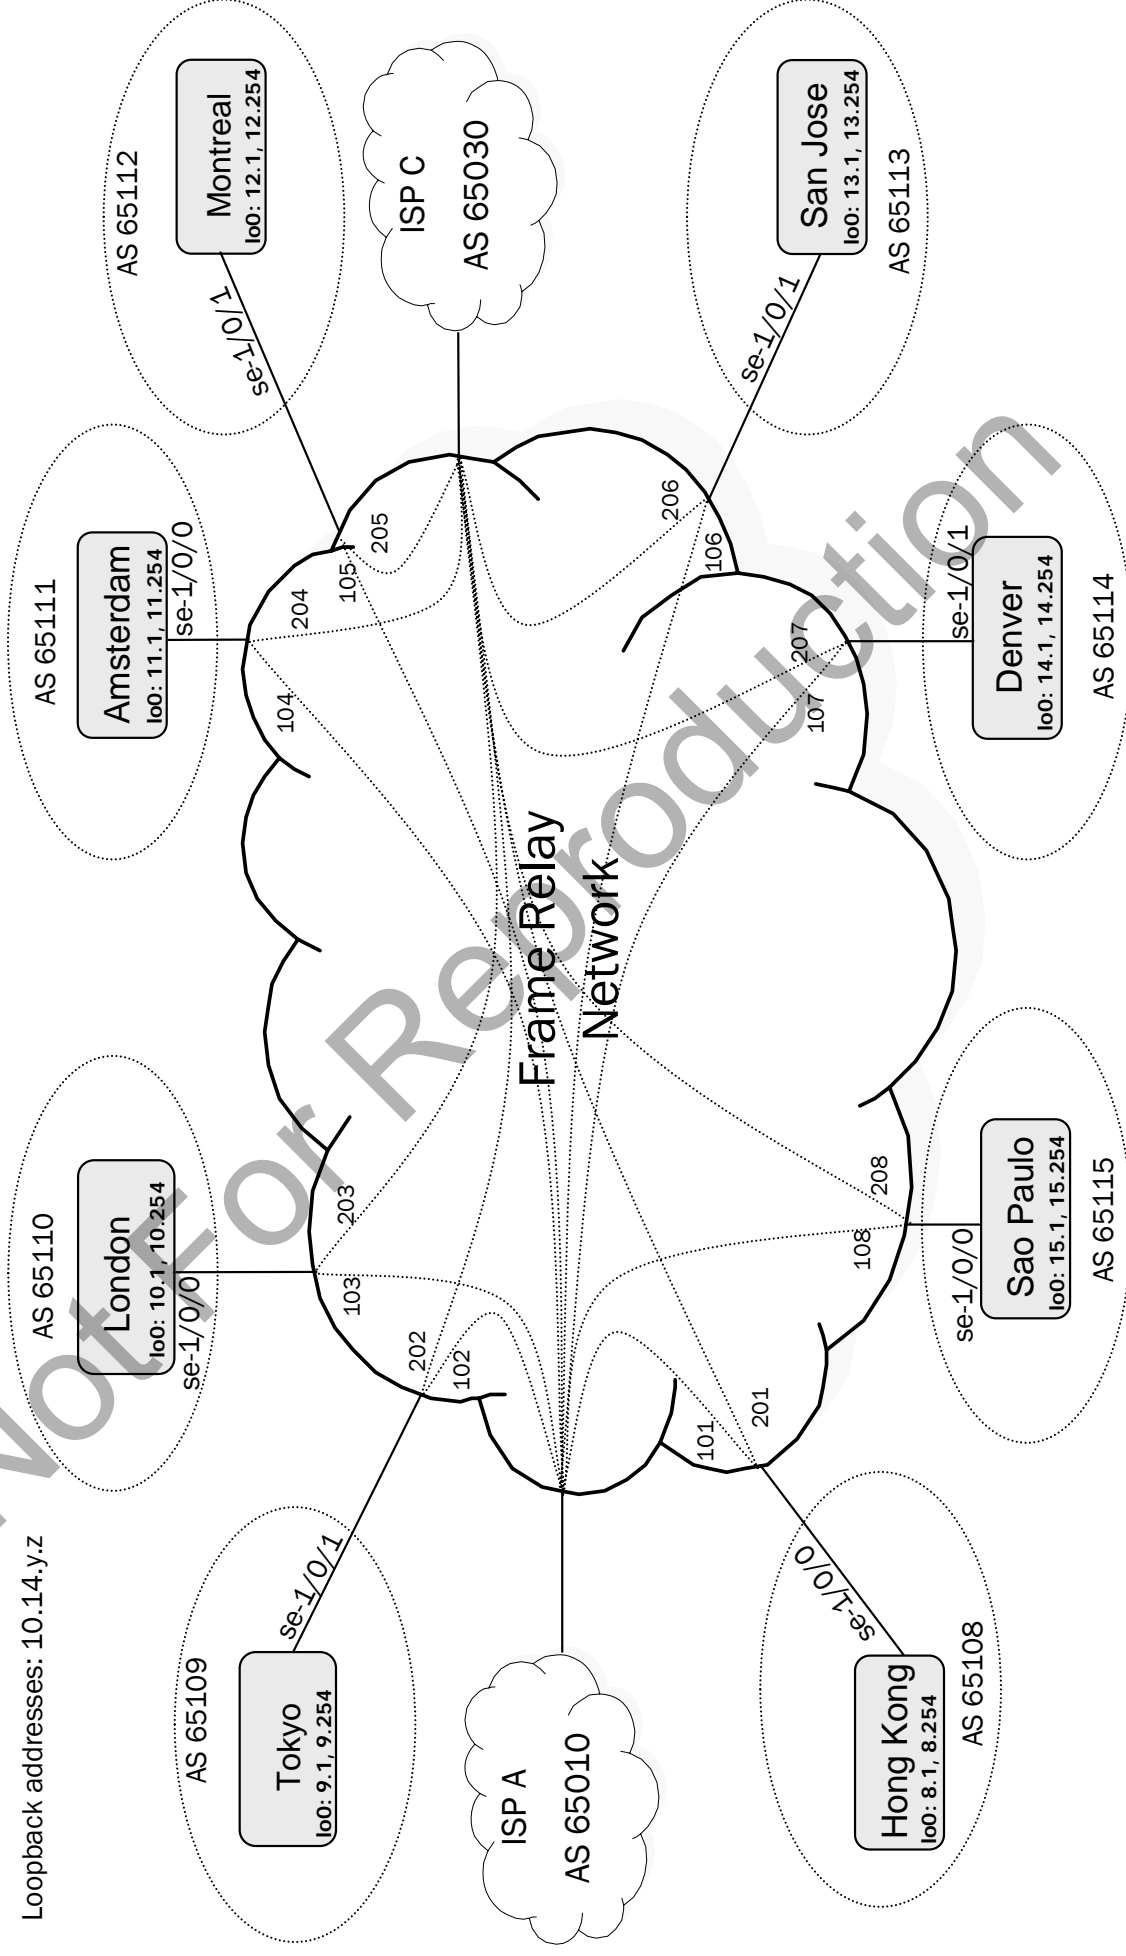 Loopback addresses: 10.14.y.z
AS 65109
Tokyo
lo0: 9.1, 9.254
se-1/0/1
AS 65110
London
lo0: 10.1, 10.254
se-1/0/0
AS 65111
Amsterdam
lo0: 11.1, 11.254
se-1/0/0
AS 65112
Montreal
lo0: 12.1, 12.254
se-1/0/1
ISP A
AS 65010
ISP C
AS 65030
Frame Relay
Network
202
102
103
203
104
204
105
205
101
201
108
208
107
207
106
206
Hong Kong
lo0: 8.1, 8.254
AS 65108
se-1/0/0
se-1/0/0
Sao Paulo
lo0: 15.1, 15.254
AS 65115
se-1/0/1
Denver
lo0: 14.1, 14.254
AS 65114
se-1/0/1
San Jose
lo0: 13.1, 13.254
AS 65113
Not For Reproduction